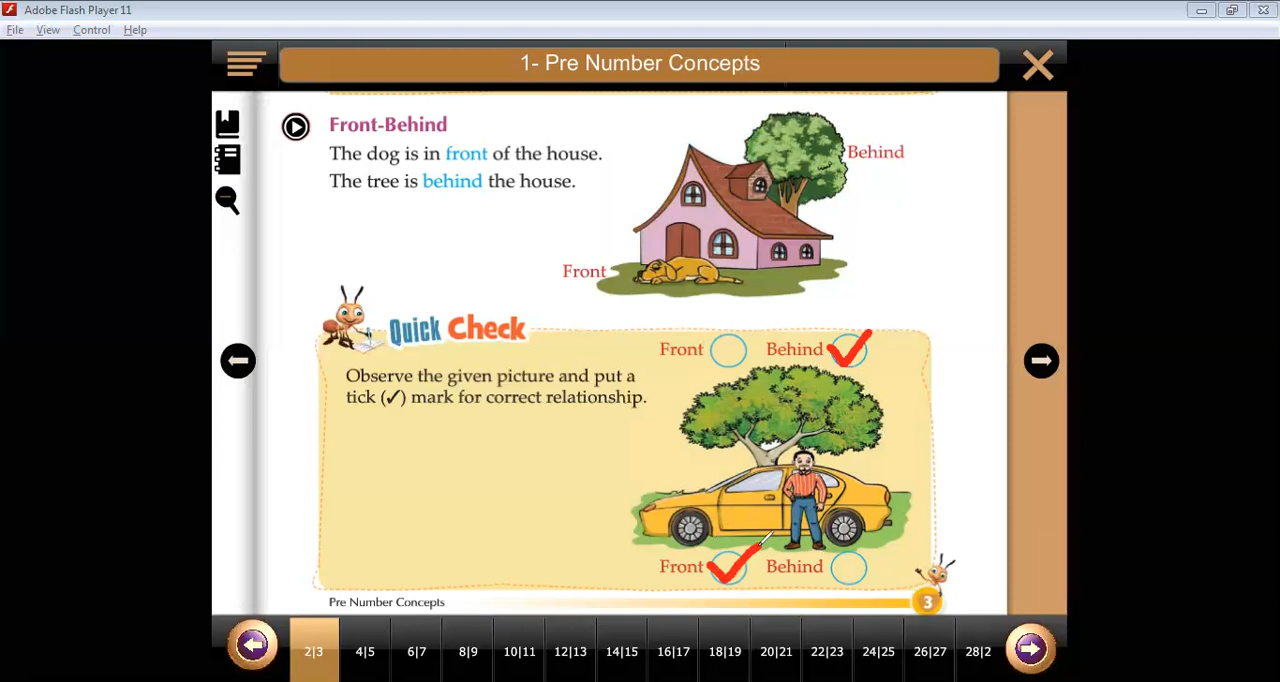 Adobe Flash Player 11
File View Control Help
1- Pre Number Concepts
Front-Behind
The dog is in front of the house.
The tree is behind the house.
Behind
Front
Quick Check
Front Behind
Observe the given picture and put a
tick (✓) mark for correct relationship.
Front Behind
Pre Number Concepts
3
2|3 4|5 6|7 8|9 10|11 12|13 14|15 16|17 18|19 20|21 22|23 24|25 26|27 28|2